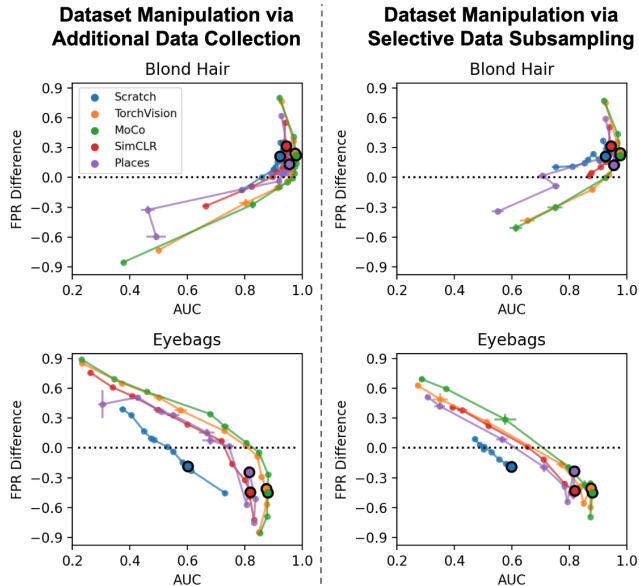 Dataset Manipulation via
Additional Data Collection
Dataset Manipulation via
Selective Data Subsampling
Blond Hair
Blond Hair
FPR Difference
0.9
0.6
0.3
0.0
−0.3
−0.6
−0.9
Scratch
TorchVision
MoCo
SimCLR
Places
0.2 0.4 0.6 0.8 1.0
AUC
FPR Difference
0.9
0.6
0.3
0.0
−0.3
−0.6
−0.9
0.2 0.4 0.6 0.8 1.0
AUC
Eyebags
Eyebags
FPR Difference
0.9
0.6
0.3
0.0
−0.3
−0.6
−0.9
0.2 0.4 0.6 0.8 1.0
AUC
FPR Difference
0.9
0.6
0.3
0.0
−0.3
−0.6
−0.9
0.2 0.4 0.6 0.8 1.0
AUC